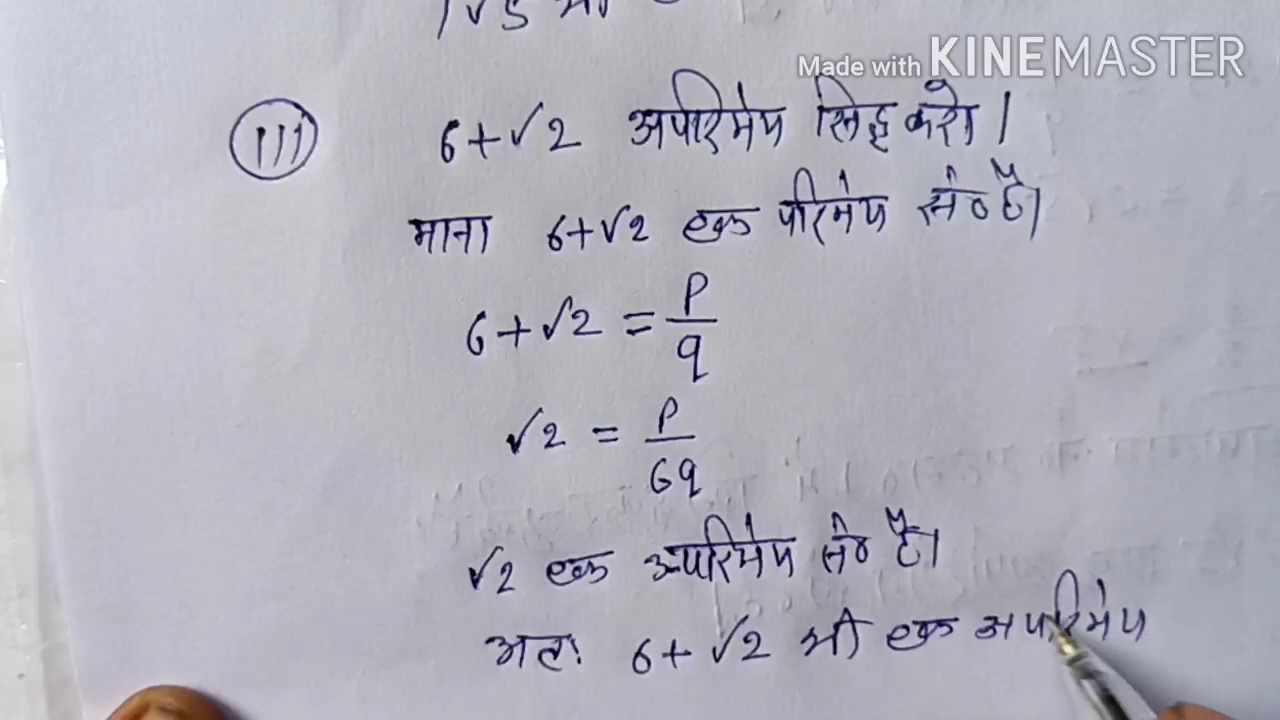 Made with KINEMASTER
(111) 6+√2 अपरिमेय सिद्ध करो।
माना 6+√2 एक परिमेय सं० है।
6+√2 = p/q
√2 = p/6q
√2 एक अपरिमेय सं० है।
अतः 6+√2 भी एक अपरिमेय